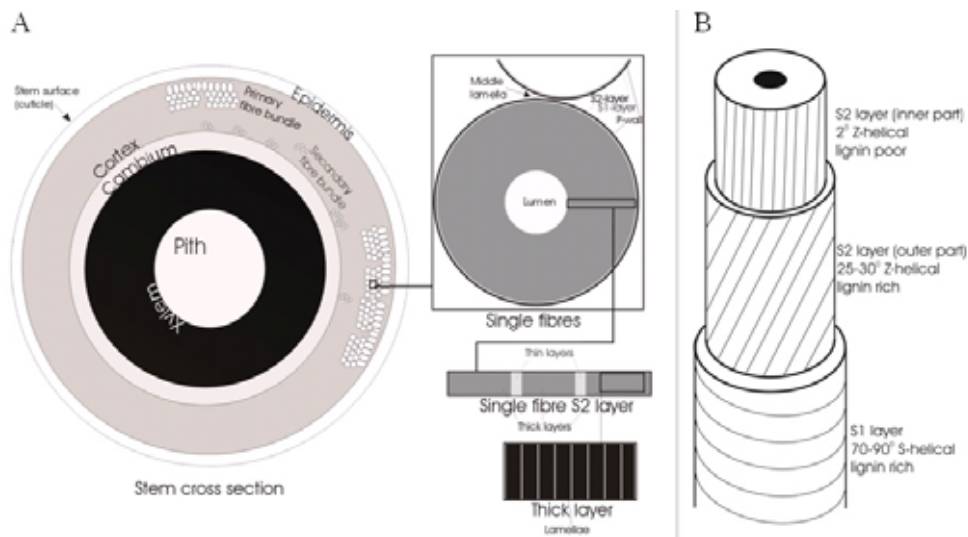 A
Stem surface
(cuticle)
Epidermis
Primary
fibre bundle
Cortex
Cambium
Secondary
fibre bundle
Pith
Xylem
Stem cross section
Middle
lamella
S2-layer
S1-layer
P-wall
Lumen
Single fibres
Thin layers
Single fibre S2 layer
Thick layers
Thick layer
Lamellae
B
S2 layer (inner part)
2° Z-helical
lignin poor
S2 layer (outer part)
25-30° Z-helical
lignin rich
S1 layer
70-90° S-helical
lignin rich